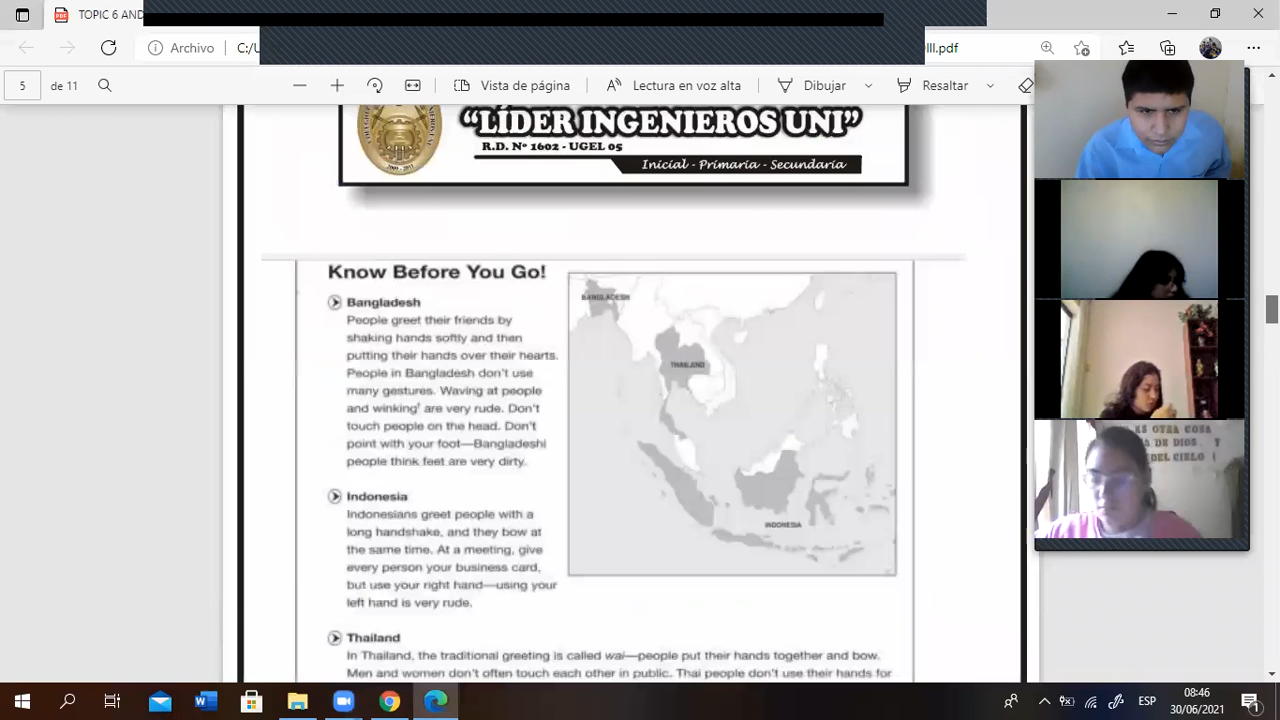 TOPIC 6 AND
Archivo
C:/U
III.pdf
5
de 11
Vista de página
Lectura en voz alta
Dibujar
Resaltar
“LÍDER INGENIEROS UNI”
R.D. Nº 1602 - UGEL 05
Inicial - Primaria - Secundaria
Know Before You Go!
Bangladesh
People greet their friends by
shaking hands softly and then
putting their hands over their hearts.
People in Bangladesh don't use
many gestures. Waving at people
and winking are very rude. Don't
touch people on the head. Don't
point with your foot—Bangladeshi
people think feet are very dirty.
Indonesia
Indonesians greet people with a
long handshake, and they bow at
the same time. At a meeting, give
every person your business card,
but use your right hand—using your
left hand is very rude.
Thailand
In Thailand, the traditional greeting is called wai—people put their hands together and bow.
Men and women don't often touch each other in public. Thai people don't use their hands for
BANGLADESH
THAILAND
INDONESIA
ES OTRA COSA
DE DIOS. Y
DEL CIELO
ESP
08:46
30/06/2021
1